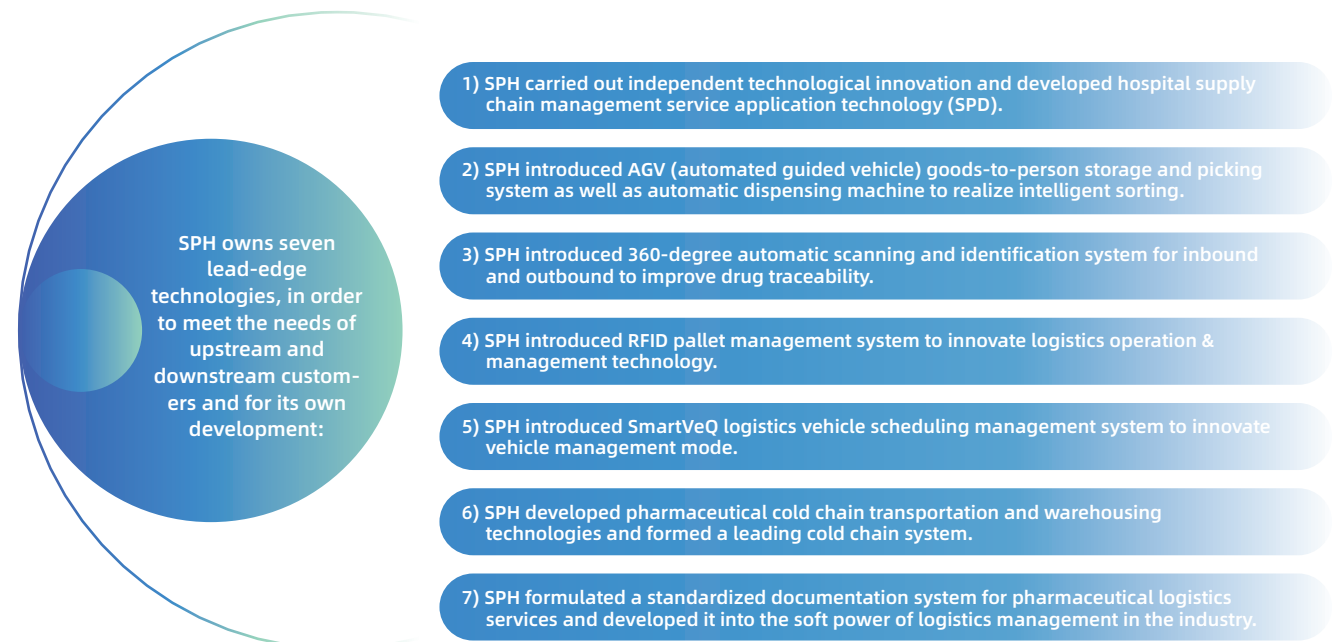 SPH owns seven
lead-edge
technologies, in order
to meet the needs of
upstream and
downstream custom-
ers and for its own
development:
1) SPH carried out independent technological innovation and developed hospital supply
chain management service application technology (SPD).
2) SPH introduced AGV (automated guided vehicle) goods-to-person storage and picking
system as well as automatic dispensing machine to realize intelligent sorting.
3) SPH introduced 360-degree automatic scanning and identification system for inbound
and outbound to improve drug traceability.
4) SPH introduced RFID pallet management system to innovate logistics operation &
management technology.
5) SPH introduced SmartVeQ logistics vehicle scheduling management system to innovate
vehicle management mode.
6) SPH developed pharmaceutical cold chain transportation and warehousing
technologies and formed a leading cold chain system.
7) SPH formulated a standardized documentation system for pharmaceutical logistics
services and developed it into the soft power of logistics management in the industry.